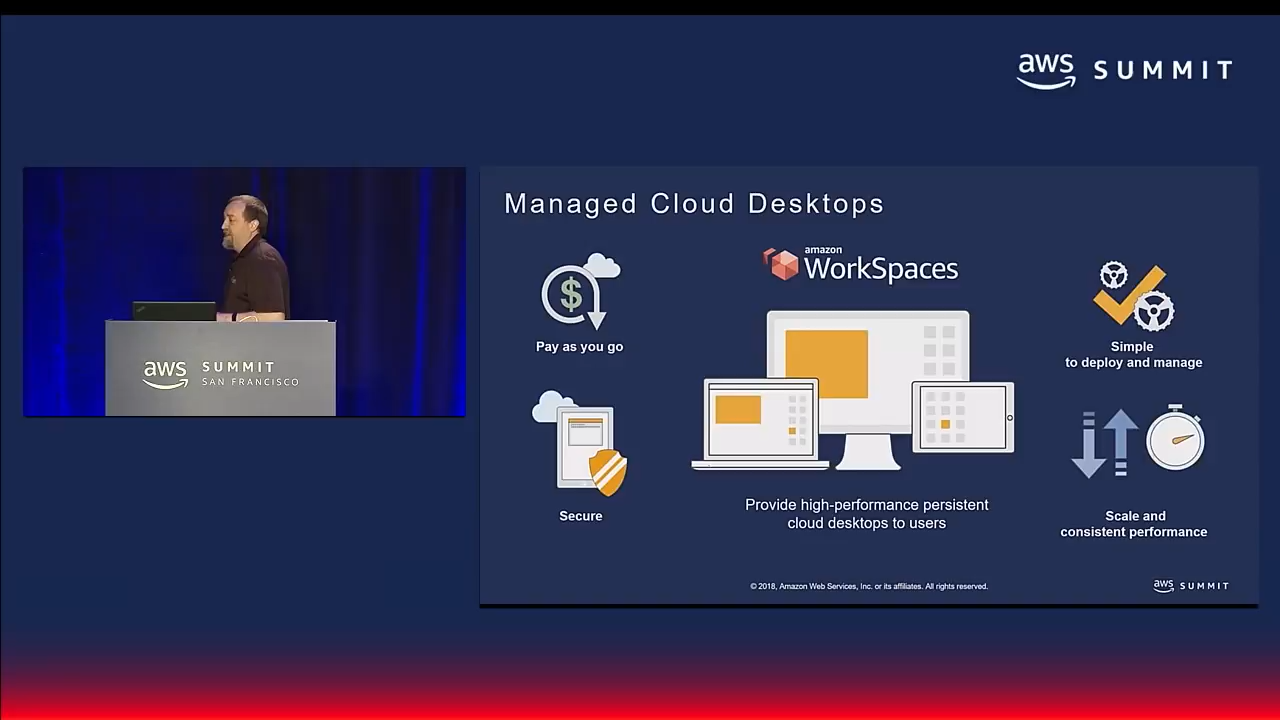 aws SUMMIT
aws SUMMIT
SAN FRANCISCO
Managed Cloud Desktops
amazon
WorkSpaces
Pay as you go
Simple
to deploy and manage
Secure
Provide high-performance persistent
cloud desktops to users
Scale and
consistent performance
© 2018, Amazon Web Services, Inc. or its affiliates. All rights reserved.
aws SUMMIT